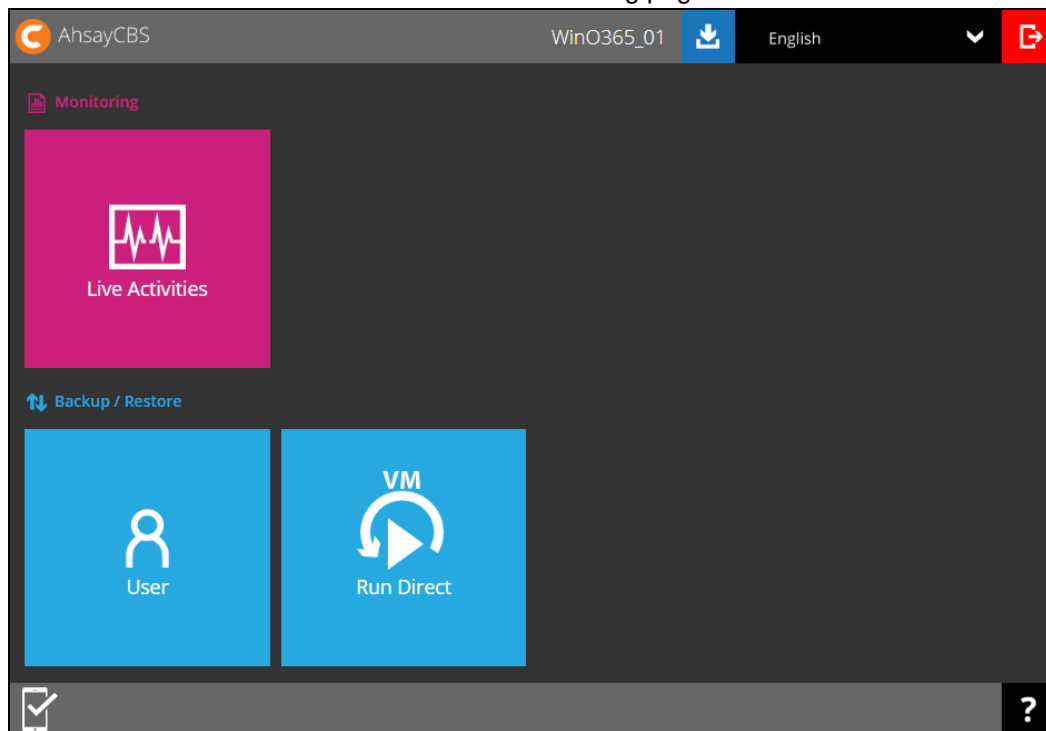 AhsayCBS
WinO365_01
English
Monitoring
Live Activities
Backup / Restore
VM
User
Run Direct
?